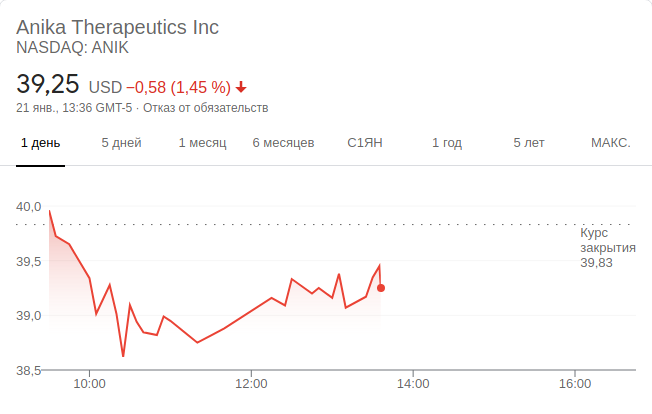 Anika Therapeutics Inc
NASDAQ: ANIK
39,25 USD −0,58 (1,45 %)
21 янв., 13:36 GMT-5 · Отказ от обязательств
1 день 5 дней 1 месяц 6 месяцев С1ЯН 1 год 5 лет МАКС.
40,0
Курс
закрытия
39,83
39,5
39,0
38,5
10:00 12:00 14:00 16:00